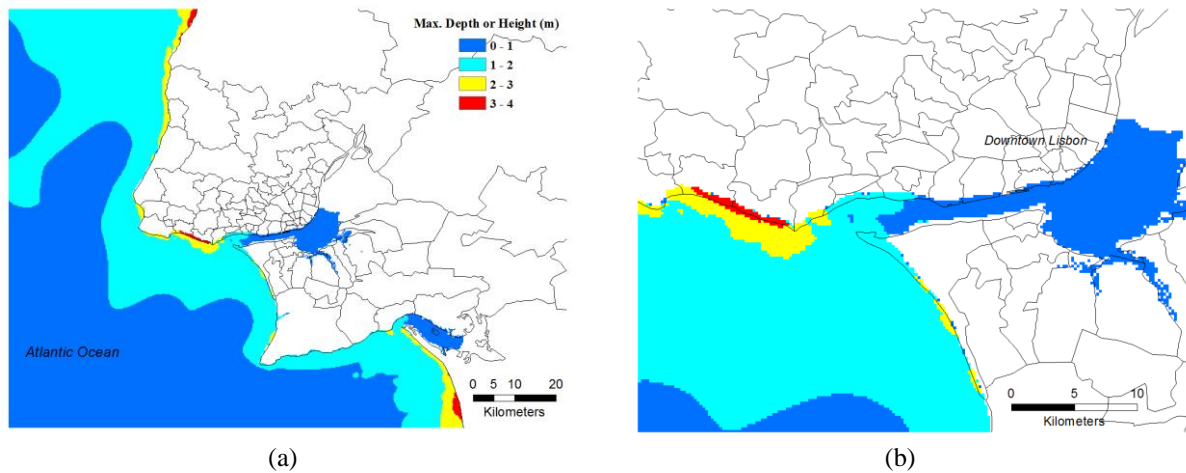 Max. Depth or Height (m)
0 - 1
1 - 2
2 - 3
3 - 4
Atlantic Ocean
0 5 10 20
Kilometers
(a)
Downtown Lisbon
0 5 10
Kilometers
(b)